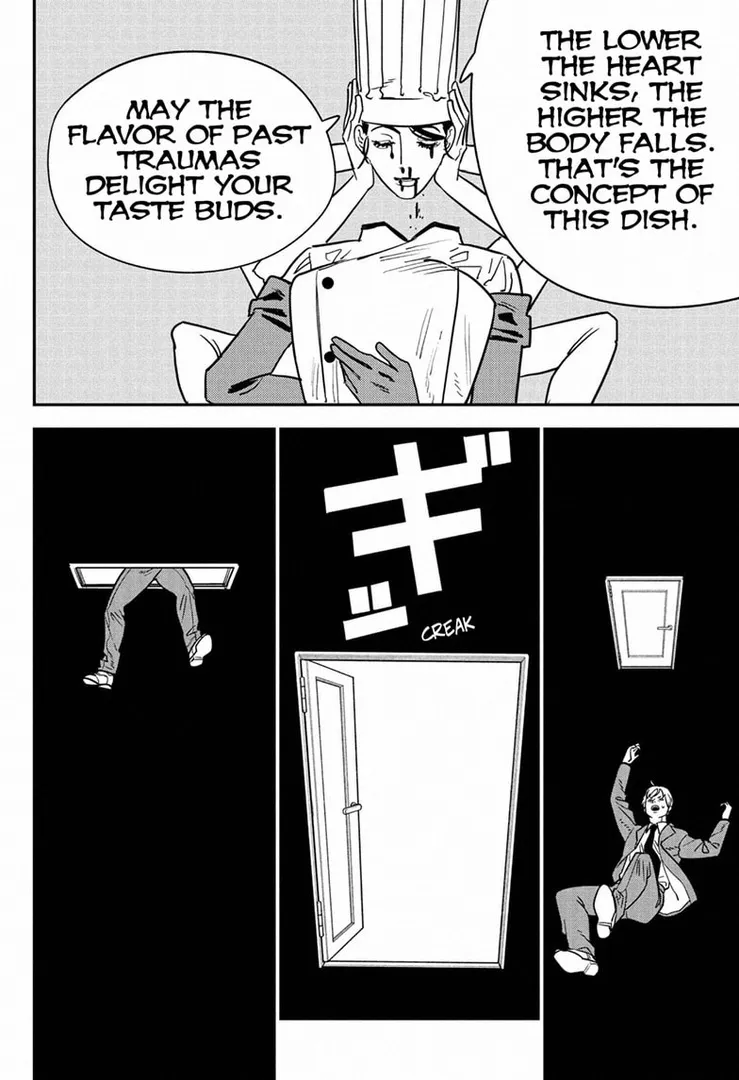 THE LOWER
THE HEART
SINKS, THE
HIGHER THE
BODY FALLS.
THAT'S THE
CONCEPT OF
THIS DISH.
MAY THE
FLAVOR OF PAST
TRAUMAS
DELIGHT YOUR
TASTE BUDS.
ギ
CREAK